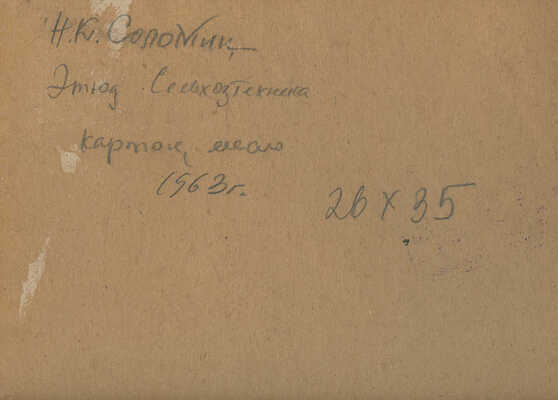 Н.К. Соломин
Этюд Сельхозтехника
картон, масло
1963г.
26 х 35